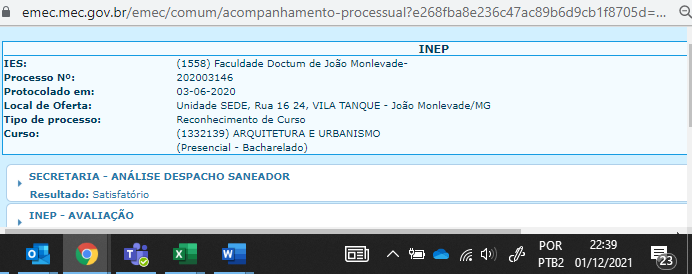 emec.mec.gov.br/emec/comum/acompanhamento-processual?e268fba8e236c47ac89b6d9cb1f8705d=...
INEP
IES: (1558) Faculdade Doctum de João Monlevade-
Processo Nº: 202003146
Protocolado em: 03-06-2020
Local de Oferta: Unidade SEDE, Rua 16 24, VILA TANQUE - João Monlevade/MG
Tipo de processo: Reconhecimento de Curso
Curso: (1332139) ARQUITETURA E URBANISMO
(Presencial - Bacharelado)
SECRETARIA - ANÁLISE DESPACHO SANEADOR
Resultado: Satisfatório
INEP - AVALIAÇÃO
POR 22:39
PTB2 01/12/2021
23